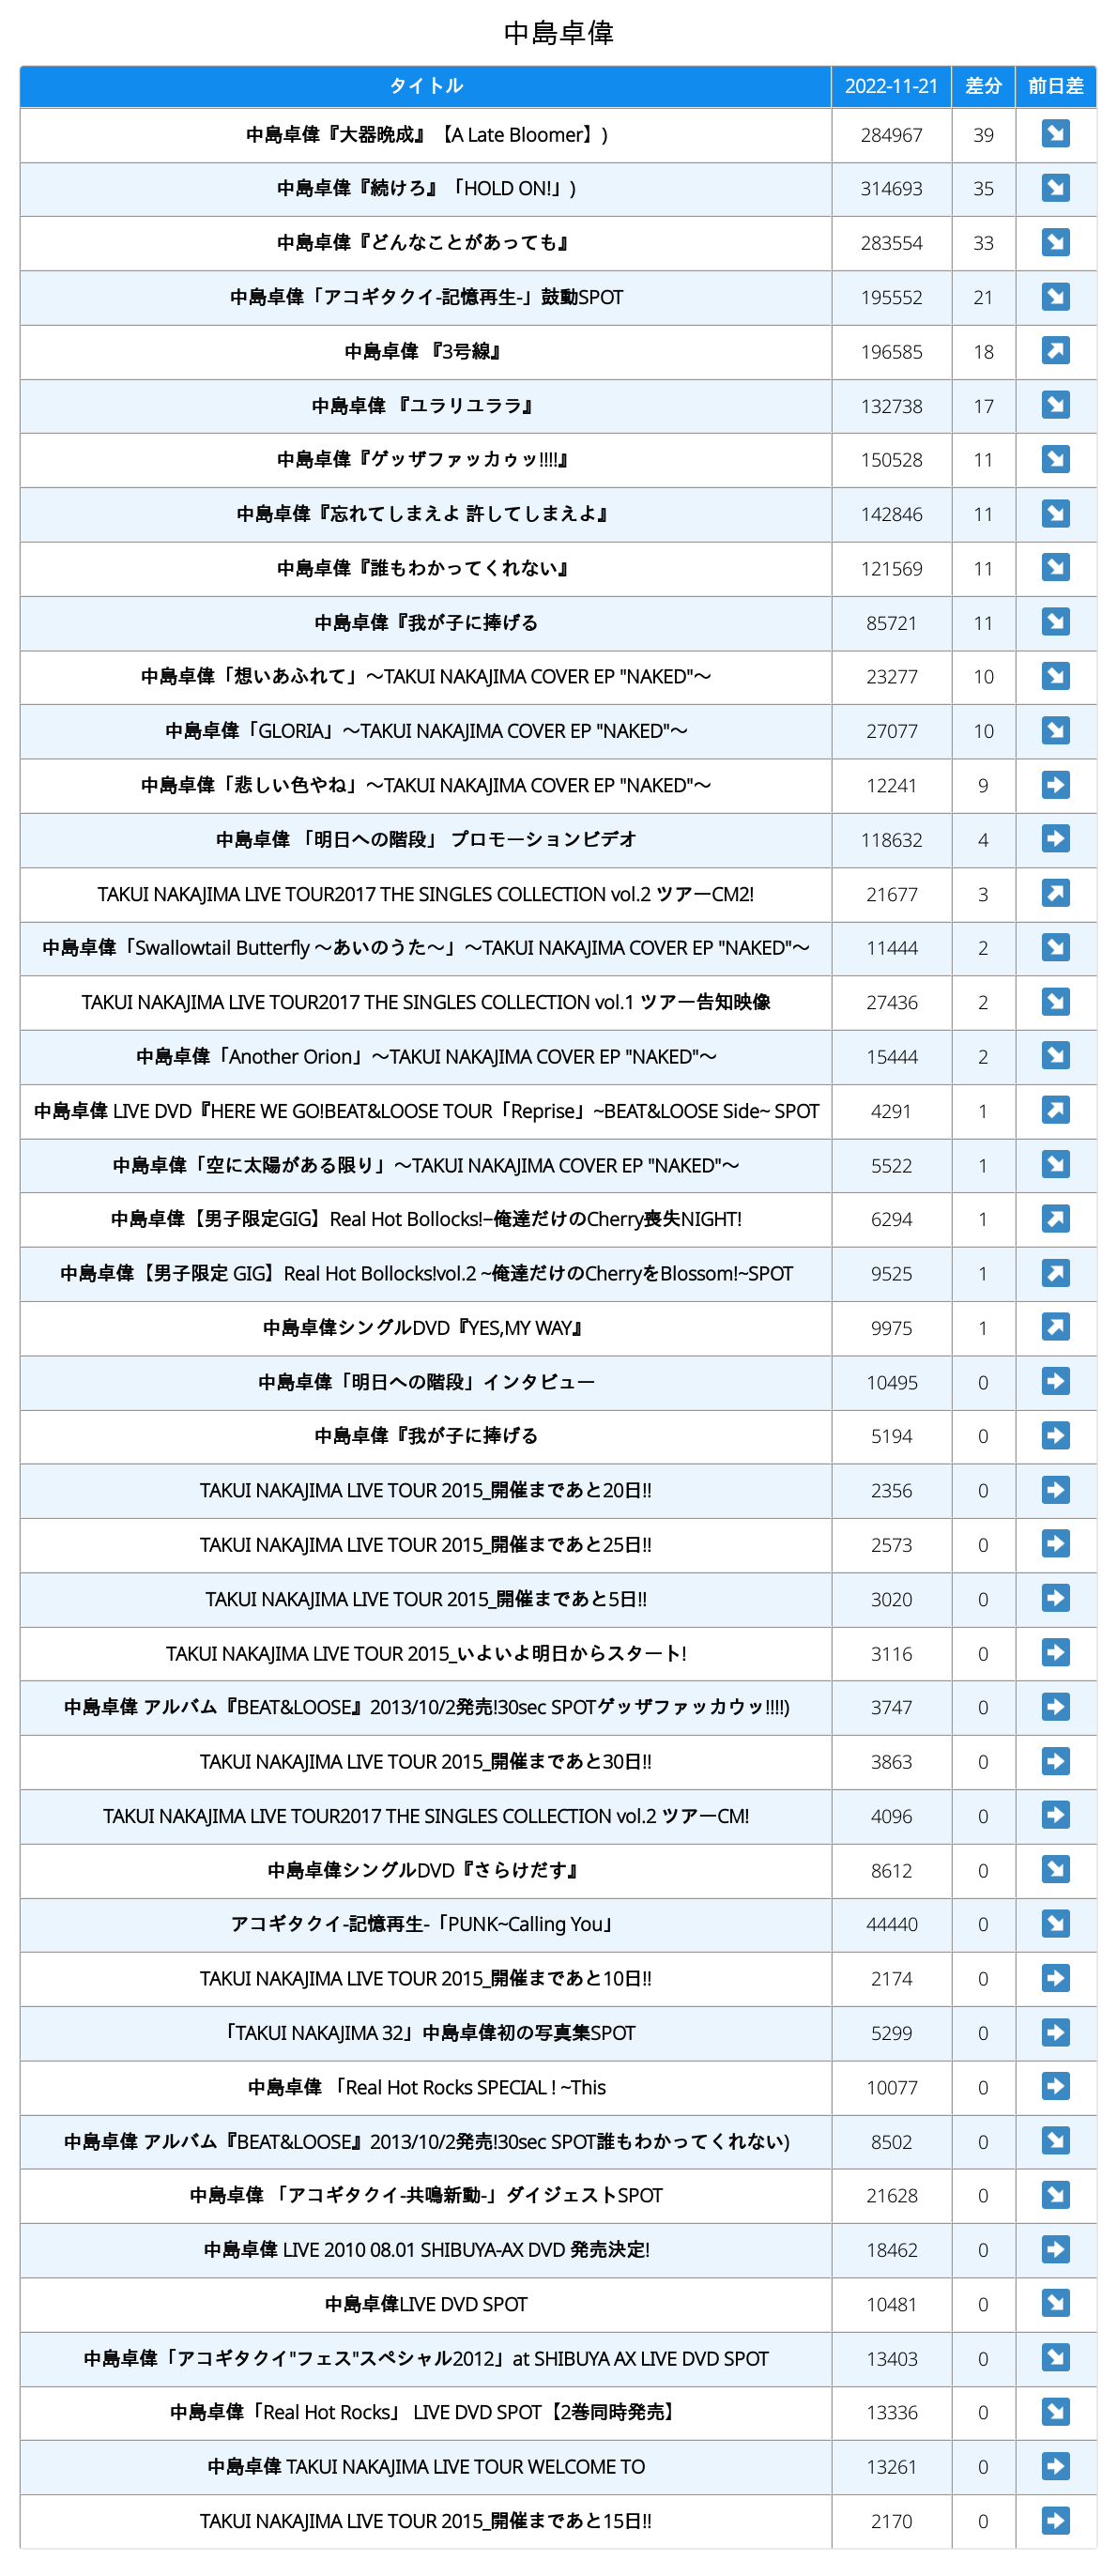 中島卓偉
タイトル 2022-11-21 差分 前日差
中島卓偉『大器晩成』【A Late Bloomer】) 284967 39 ↘
中島卓偉『続けろ』「HOLD ON!」) 314693 35 ↘
中島卓偉『どんなことがあっても』 283554 33 ↘
中島卓偉「アコギタクイ-記憶再生-」鼓動SPOT 195552 21 ↘
中島卓偉 『3号線』 196585 18 ↗
中島卓偉 『ユラリユララ』 132738 17 ↘
中島卓偉『ゲッザファッカゥッ!!!!』 150528 11 ↘
中島卓偉『忘れてしまえよ 許してしまえよ』 142846 11 ↘
中島卓偉『誰もわかってくれない』 121569 11 ↘
中島卓偉『我が子に捧げる 85721 11 ↘
中島卓偉「想いあふれて」〜TAKUI NAKAJIMA COVER EP "NAKED"〜 23277 10 ↘
中島卓偉「GLORIA」〜TAKUI NAKAJIMA COVER EP "NAKED"〜 27077 10 ↘
中島卓偉「悲しい色やね」〜TAKUI NAKAJIMA COVER EP "NAKED"〜 12241 9 ➡
中島卓偉 「明日への階段」 プロモーションビデオ 118632 4 ➡
TAKUI NAKAJIMA LIVE TOUR2017 THE SINGLES COLLECTION vol.2 ツアーCM2! 21677 3 ↗
中島卓偉「Swallowtail Butterfly 〜あいのうた〜」〜TAKUI NAKAJIMA COVER EP "NAKED"〜 11444 2 ↘
TAKUI NAKAJIMA LIVE TOUR2017 THE SINGLES COLLECTION vol.1 ツアー告知映像 27436 2 ↘
中島卓偉「Another Orion」〜TAKUI NAKAJIMA COVER EP "NAKED"〜 15444 2 ↘
中島卓偉 LIVE DVD『HERE WE GO!BEAT&LOOSE TOUR「Reprise」~BEAT&LOOSE Side~ SPOT 4291 1 ↗
中島卓偉「空に太陽がある限り」〜TAKUI NAKAJIMA COVER EP "NAKED"〜 5522 1 ↘
中島卓偉【男子限定GIG】Real Hot Bollocks!−俺達だけのCherry喪失NIGHT! 6294 1 ↗
中島卓偉【男子限定 GIG】Real Hot Bollocks!vol.2 ~俺達だけのCherryをBlossom!~SPOT 9525 1 ↗
中島卓偉シングルDVD『YES,MY WAY』 9975 1 ↗
中島卓偉「明日への階段」インタビュー 10495 0 ➡
中島卓偉『我が子に捧げる 5194 0 ➡
TAKUI NAKAJIMA LIVE TOUR 2015_開催まであと20日!! 2356 0 ➡
TAKUI NAKAJIMA LIVE TOUR 2015_開催まであと25日!! 2573 0 ➡
TAKUI NAKAJIMA LIVE TOUR 2015_開催まであと5日!! 3020 0 ➡
TAKUI NAKAJIMA LIVE TOUR 2015_いよいよ明日からスタート! 3116 0 ➡
中島卓偉 アルバム『BEAT&LOOSE』2013/10/2発売!30sec SPOTゲッザファッカウッ!!!!) 3747 0 ➡
TAKUI NAKAJIMA LIVE TOUR 2015_開催まであと30日!! 3863 0 ➡
TAKUI NAKAJIMA LIVE TOUR2017 THE SINGLES COLLECTION vol.2 ツアーCM! 4096 0 ➡
中島卓偉シングルDVD『さらけだす』 8612 0 ↘
アコギタクイ-記憶再生-「PUNK~Calling You」 44440 0 ↘
TAKUI NAKAJIMA LIVE TOUR 2015_開催まであと10日!! 2174 0 ➡
「TAKUI NAKAJIMA 32」中島卓偉初の写真集SPOT 5299 0 ➡
中島卓偉 「Real Hot Rocks SPECIAL ! ~This 10077 0 ➡
中島卓偉 アルバム『BEAT&LOOSE』2013/10/2発売!30sec SPOT誰もわかってくれない) 8502 0 ↘
中島卓偉 「アコギタクイ-共鳴新動-」ダイジェストSPOT 21628 0 ↘
中島卓偉 LIVE 2010 08.01 SHIBUYA-AX DVD 発売決定! 18462 0 ➡
中島卓偉LIVE DVD SPOT 10481 0 ↘
中島卓偉「アコギタクイ"フェス"スペシャル2012」at SHIBUYA AX LIVE DVD SPOT 13403 0 ↘
中島卓偉「Real Hot Rocks」 LIVE DVD SPOT【2巻同時発売】 13336 0 ↘
中島卓偉 TAKUI NAKAJIMA LIVE TOUR WELCOME TO 13261 0 ➡
TAKUI NAKAJIMA LIVE TOUR 2015_開催まであと15日!! 2170 0 ➡